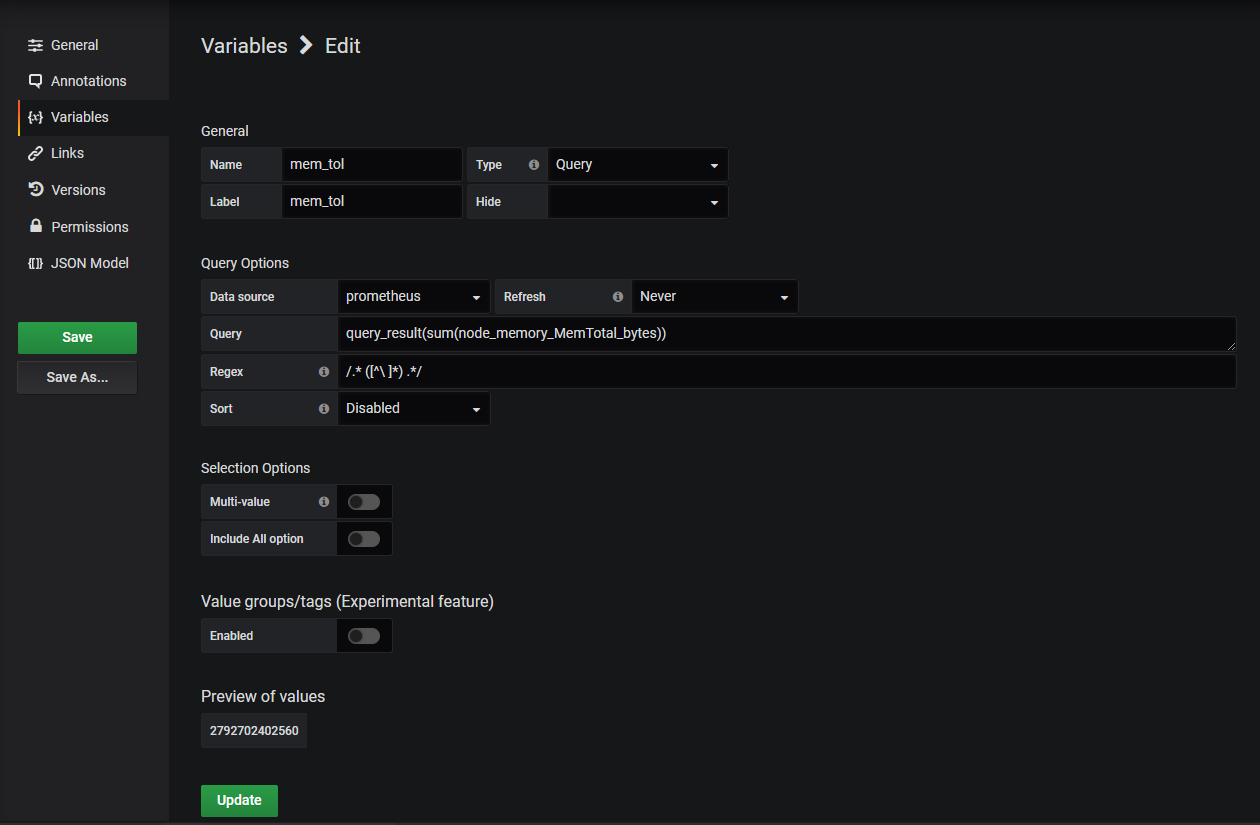 General
Annotations
Variables
Links
Versions
Permissions
JSON Model
Save
Save As...
Variables > Edit
General
Name mem_tol Type Query
Label mem_tol Hide
Query Options
Data source prometheus Refresh Never
Query query_result(sum(node_memory_MemTotal_bytes))
Regex /.* ([^\ ]*) .*/
Sort Disabled
Selection Options
Multi-value
Include All option
Value groups/tags (Experimental feature)
Enabled
Preview of values
2792702402560
Update